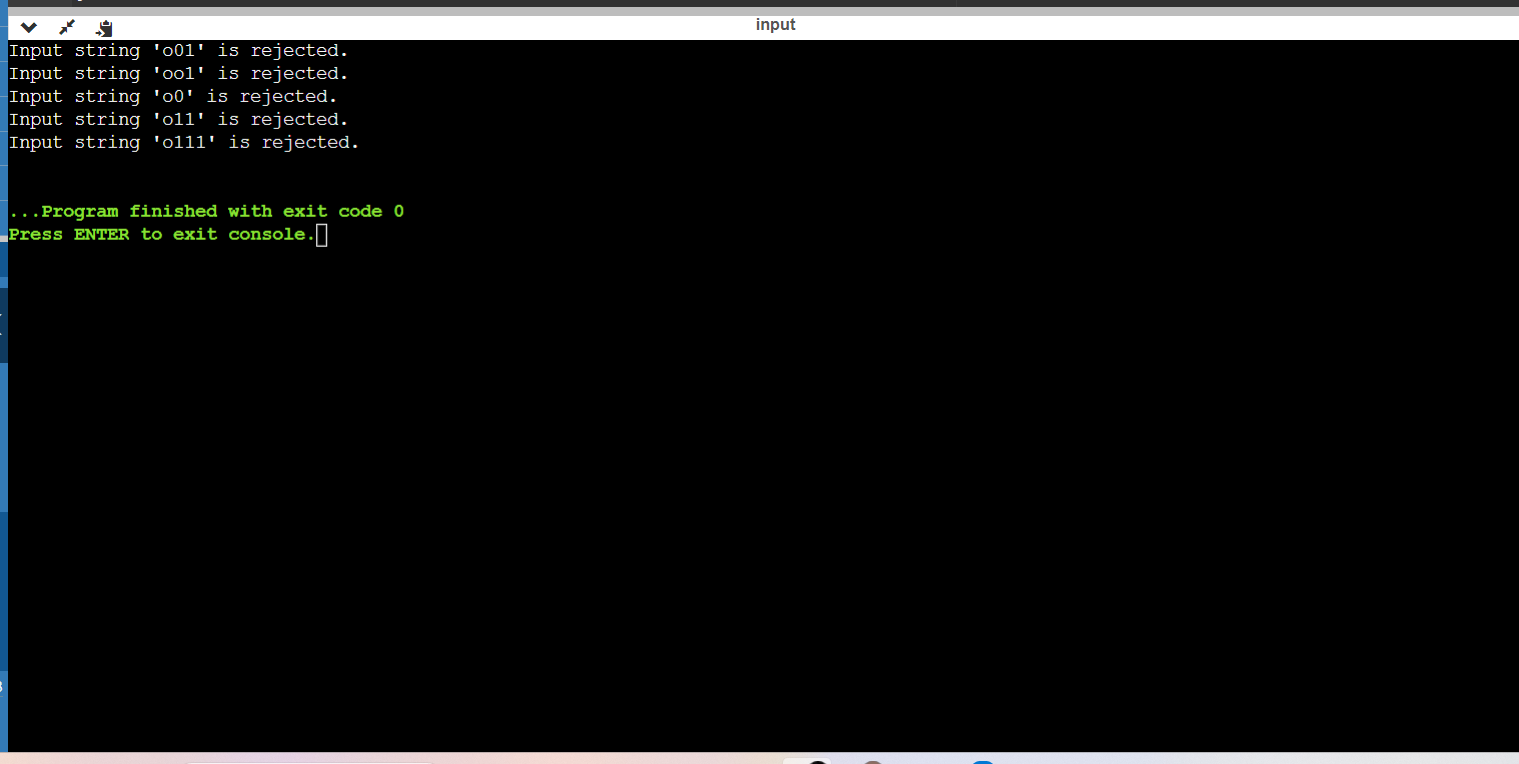 input
Input string 'o01' is rejected.
Input string 'oo1' is rejected.
Input string 'o0' is rejected.
Input string 'o11' is rejected.
Input string 'o111' is rejected.
...Program finished with exit code 0
Press ENTER to exit console.